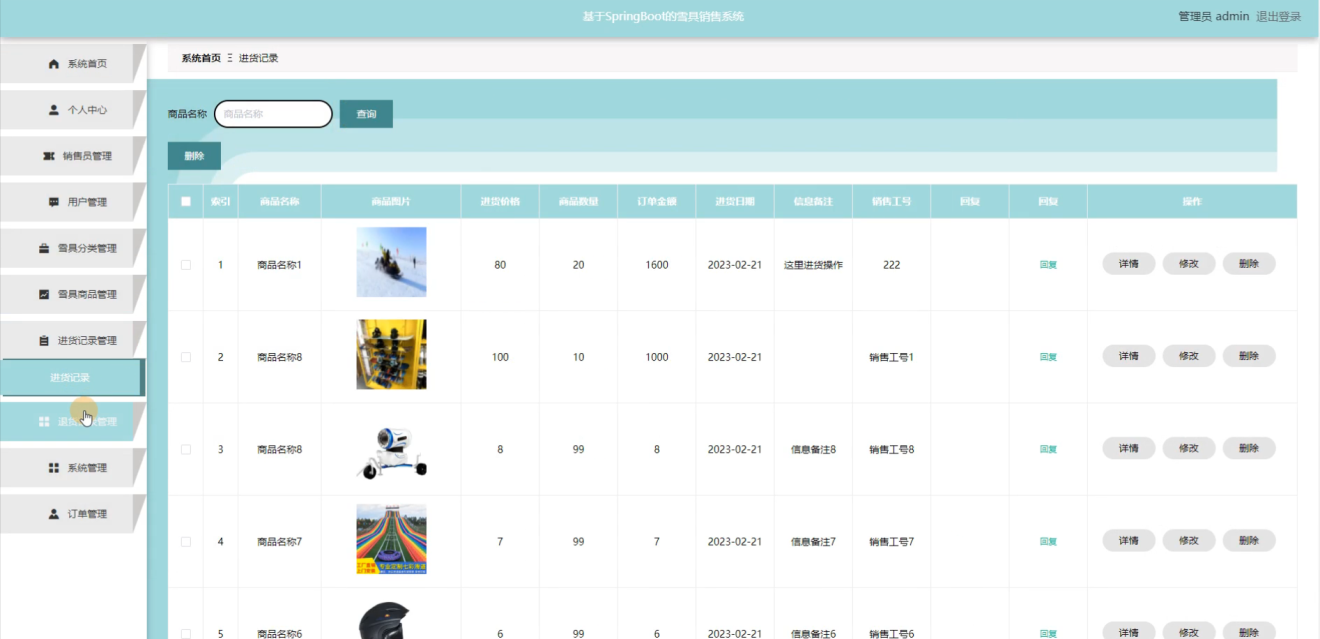 基于SpringBoot的雪具销售系统
管理员 admin 退出登录
系统首页
个人中心
销售员管理
用户管理
雪具分类管理
雪具商品管理
进货记录管理
进货记录
管理
系统管理
订单管理
系统首页 Ξ 进货记录
商品名称 商品名称 查询
删除
索引 商品名称 商品图片 进货价格 商品数量 订单金额 进货日期 信息备注 销售工号 回复 回复 操作
1 商品名称1 80 20 1600 2023-02-21 这里进货操作 222 回复 详情 修改 删除
2 商品名称8 100 10 1000 2023-02-21 销售工号1 回复 详情 修改 删除
3 商品名称8 8 99 8 2023-02-21 信息备注8 销售工号8 回复 详情 修改 删除
4 商品名称7 7 99 7 2023-02-21 信息备注7 销售工号7 回复 详情 修改 删除
5 商品名称6 6 99 6 2023-02-21 信息备注6 销售工号6 回复 详情 修改 删除